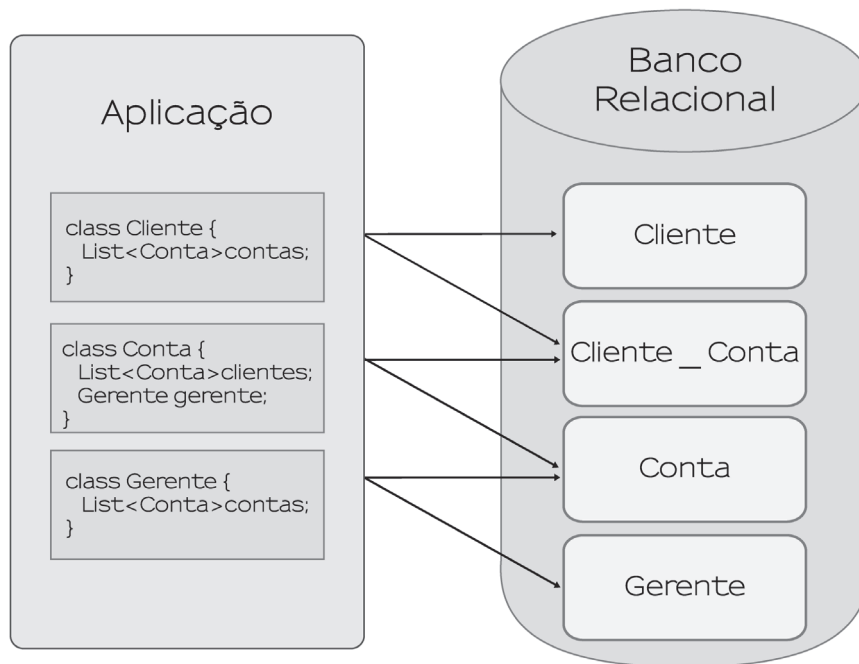 Aplicação
class Cliente {
List<Conta>contas;
}
class Conta {
List<Conta>clientes;
Gerente gerente;
}
class Gerente {
List<Conta>contas;
}
Banco
Relacional
Cliente
Cliente _ Conta
Conta
Gerente